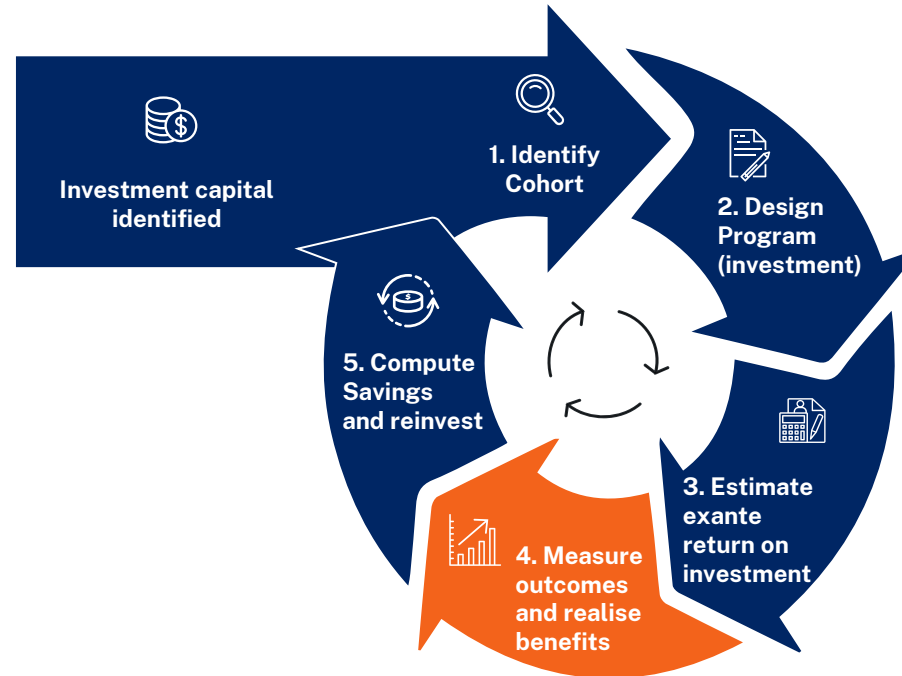 Investment capital
identified
1. Identify
Cohort
2. Design
Program
(investment)
3. Estimate
exante
return on
investment
4. Measure
outcomes
and realise
benefits
5. Compute
Savings
and reinvest
$
$